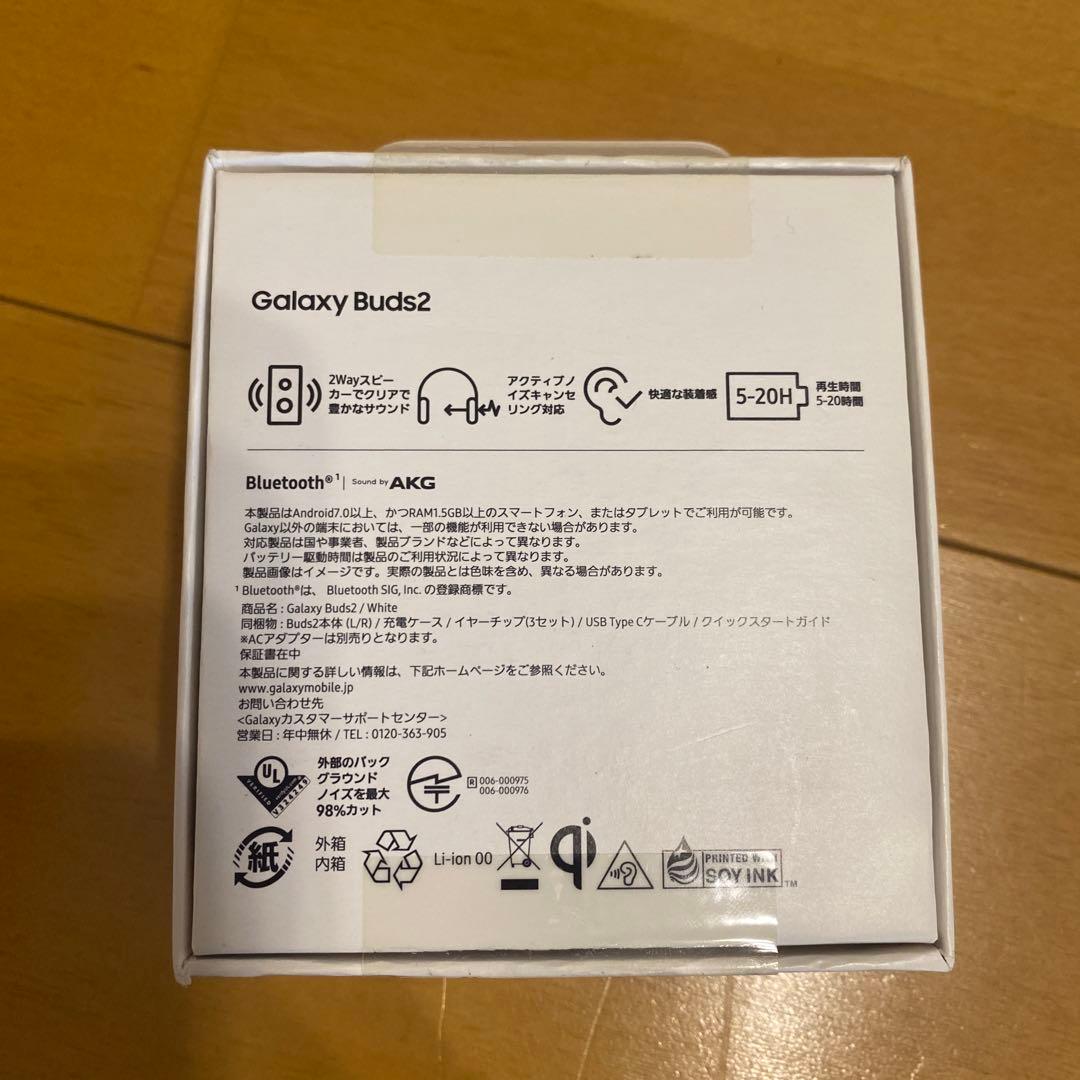 Galaxy Buds2
2Wayスピー
カーでクリアで
豊かなサウンド
アクティブノ
イズキャンセ
リング対応
快適な装着感
5-20H
再生時間
5-20時間
Bluetooth®¹ | Sound by AKG
本製品はAndroid7.0以上、かつRAM1.5GB以上のスマートフォン、またはタブレットでご利用が可能です。
Galaxy以外の端末においては、一部の機能が利用できない場合があります。
対応製品は国や事業者、製品ブランドなどによって異なります。
バッテリー駆動時間は製品のご利用状況によって異なります。
製品画像はイメージです。実際の製品とは色味を含め、異なる場合があります。
¹ Bluetooth®は、 Bluetooth SIG, Inc. の登録商標です。
商品名 : Galaxy Buds2 / White
同梱物 : Buds2本体 (L/R) / 充電ケース / イヤーチップ(3セット) / USB Type Cケーブル / クイックスタートガイド
※ACアダプターは別売りとなります。
保証書在中
本製品に関する詳しい情報は、下記ホームページをご参照ください。
www.galaxymobile.jp
お問い合わせ先
<Galaxyカスタマーサポートセンター>
営業日 : 年中無休 / TEL : 0120-363-905
UL
VERIFIED
V324249
外部のバック
グラウンド
ノイズを最大
98%カット
R 006-000975
006-000976
紙
外箱
内箱
Li-ion 00
qi
PRINTED WITH
SOY INK TM